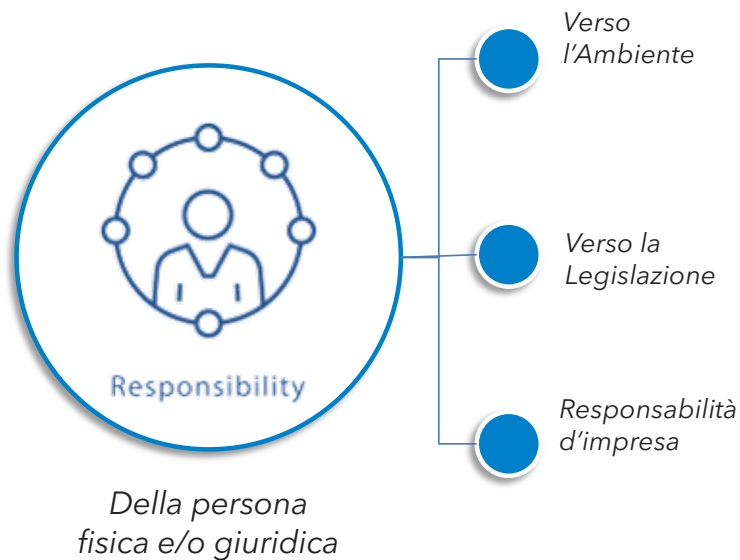 Verso
l’Ambiente
Verso la
Legislazione
Responsabilità
d’impresa
Responsibility
Della persona
fisica e/o giuridica